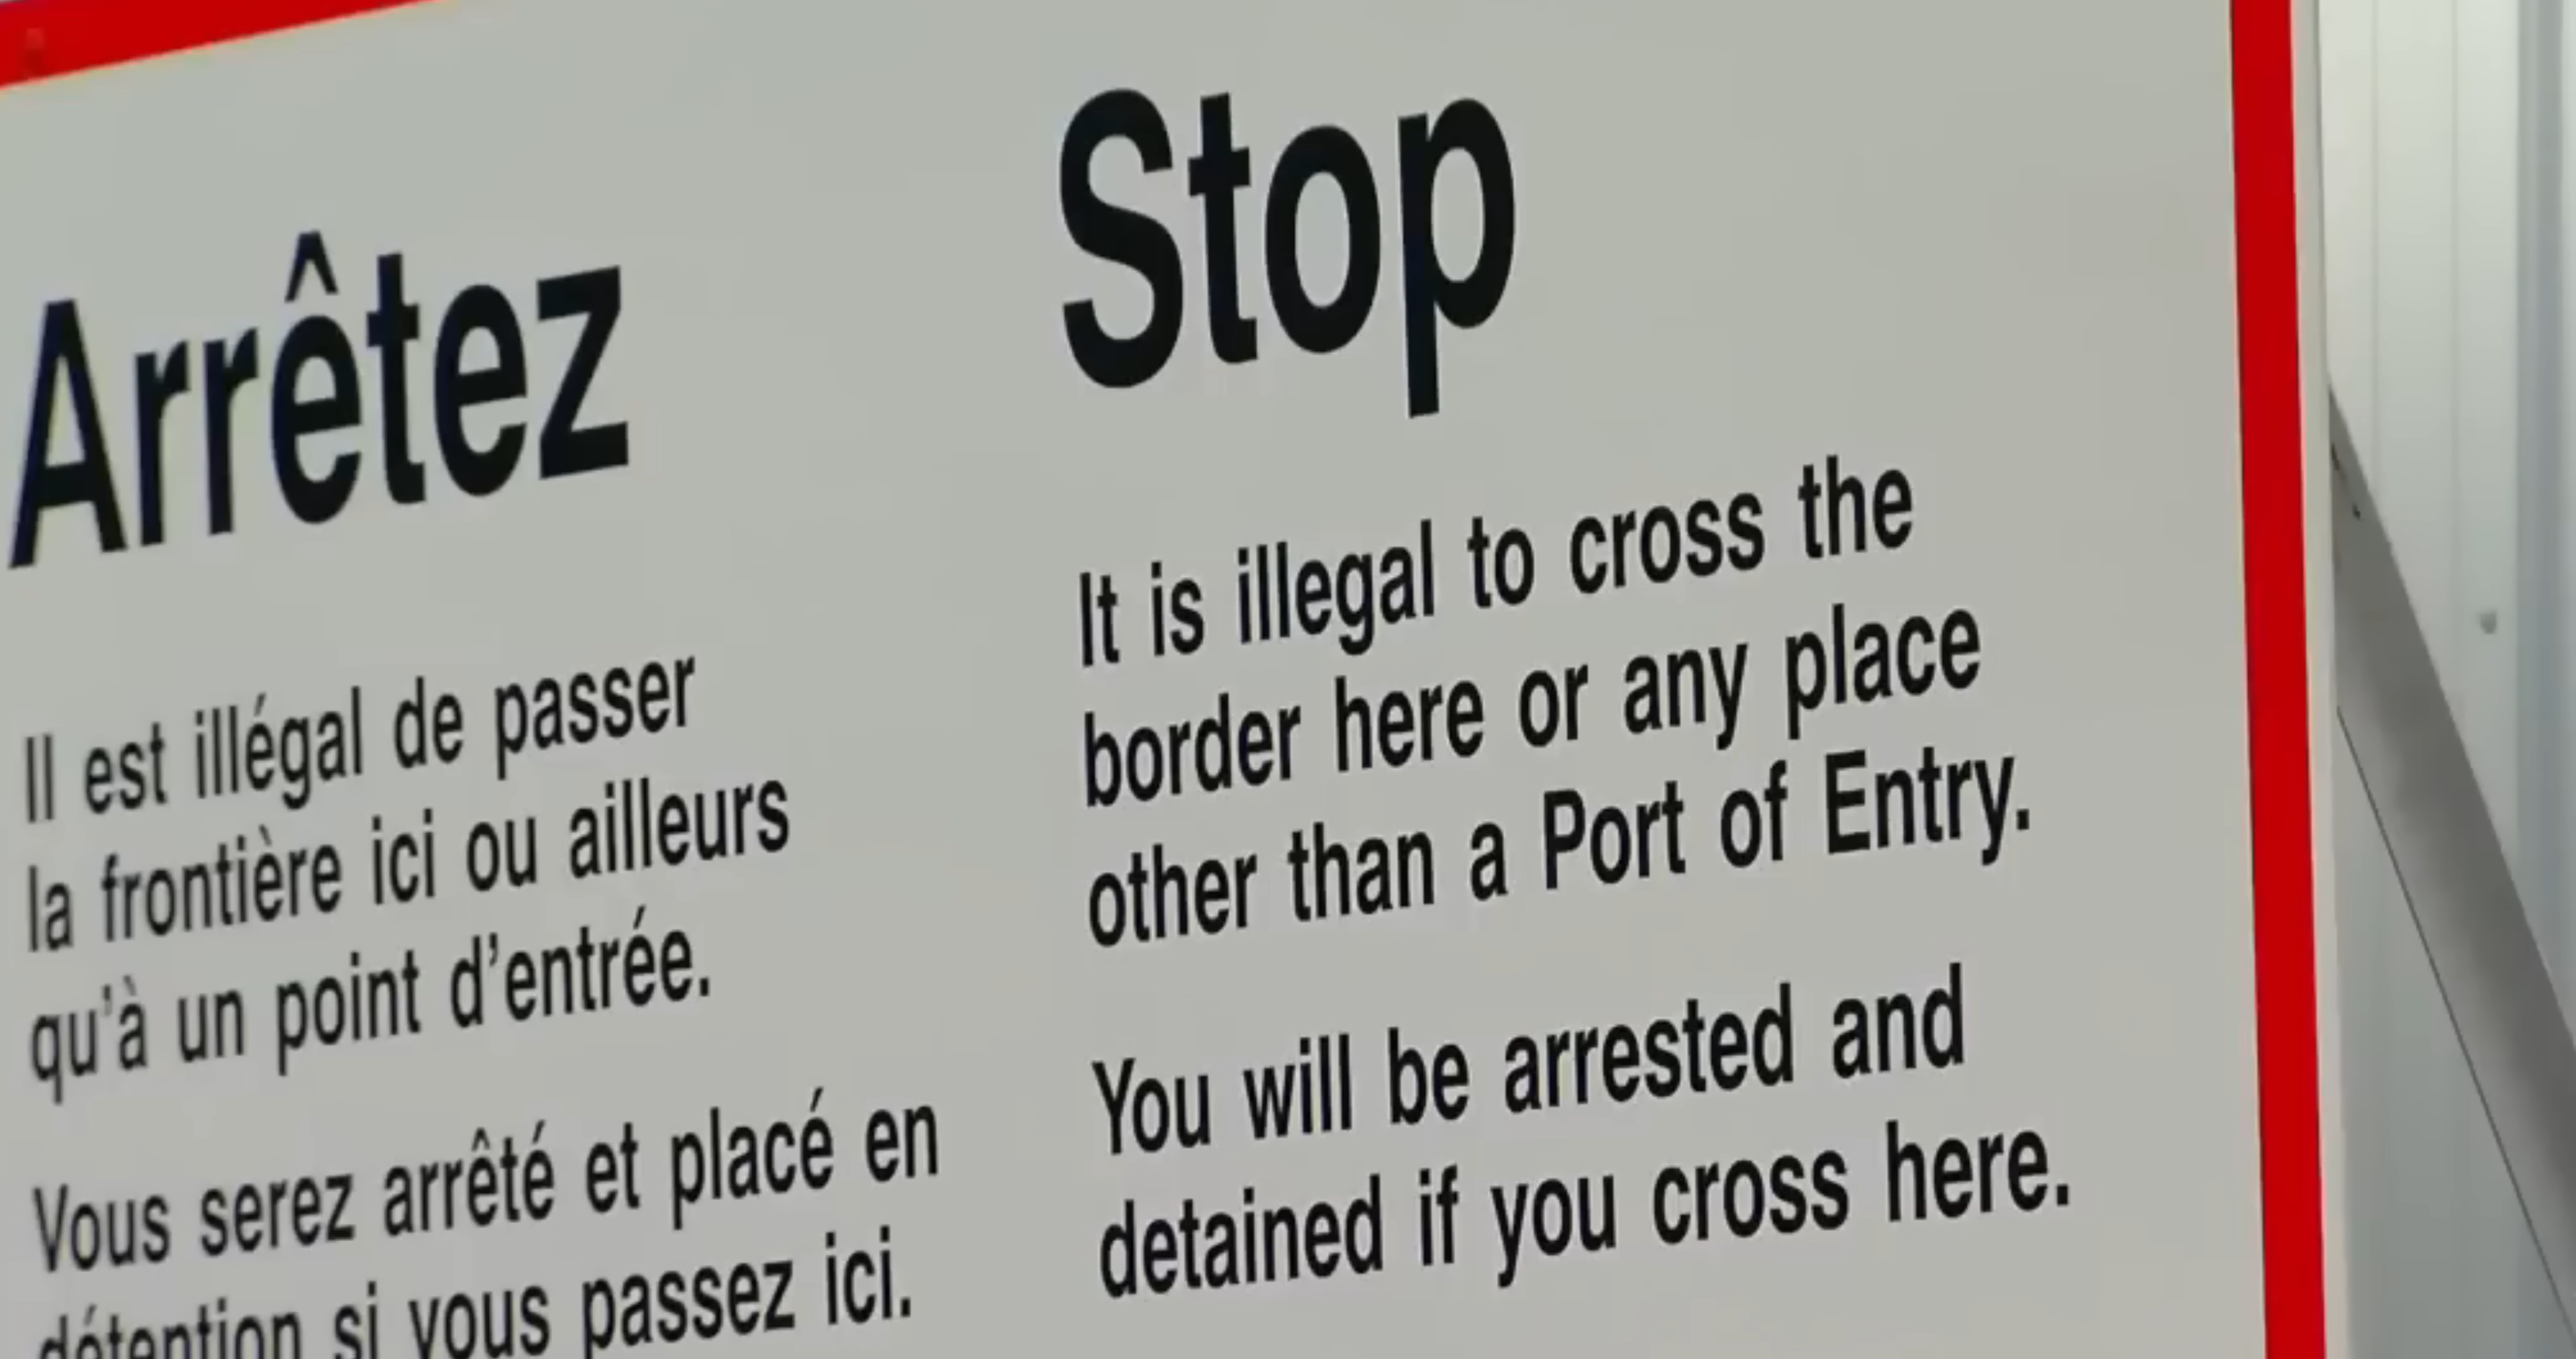 Arrêtez
Il est illégal de passer
la frontière ici ou ailleurs
qu'à un point d'entrée.
Vous serez arrêté et placé en
détention si vous passez ici.
Stop
It is illegal to cross the
border here or any place
other than a Port of Entry.
You will be arrested and
detained if you cross here.